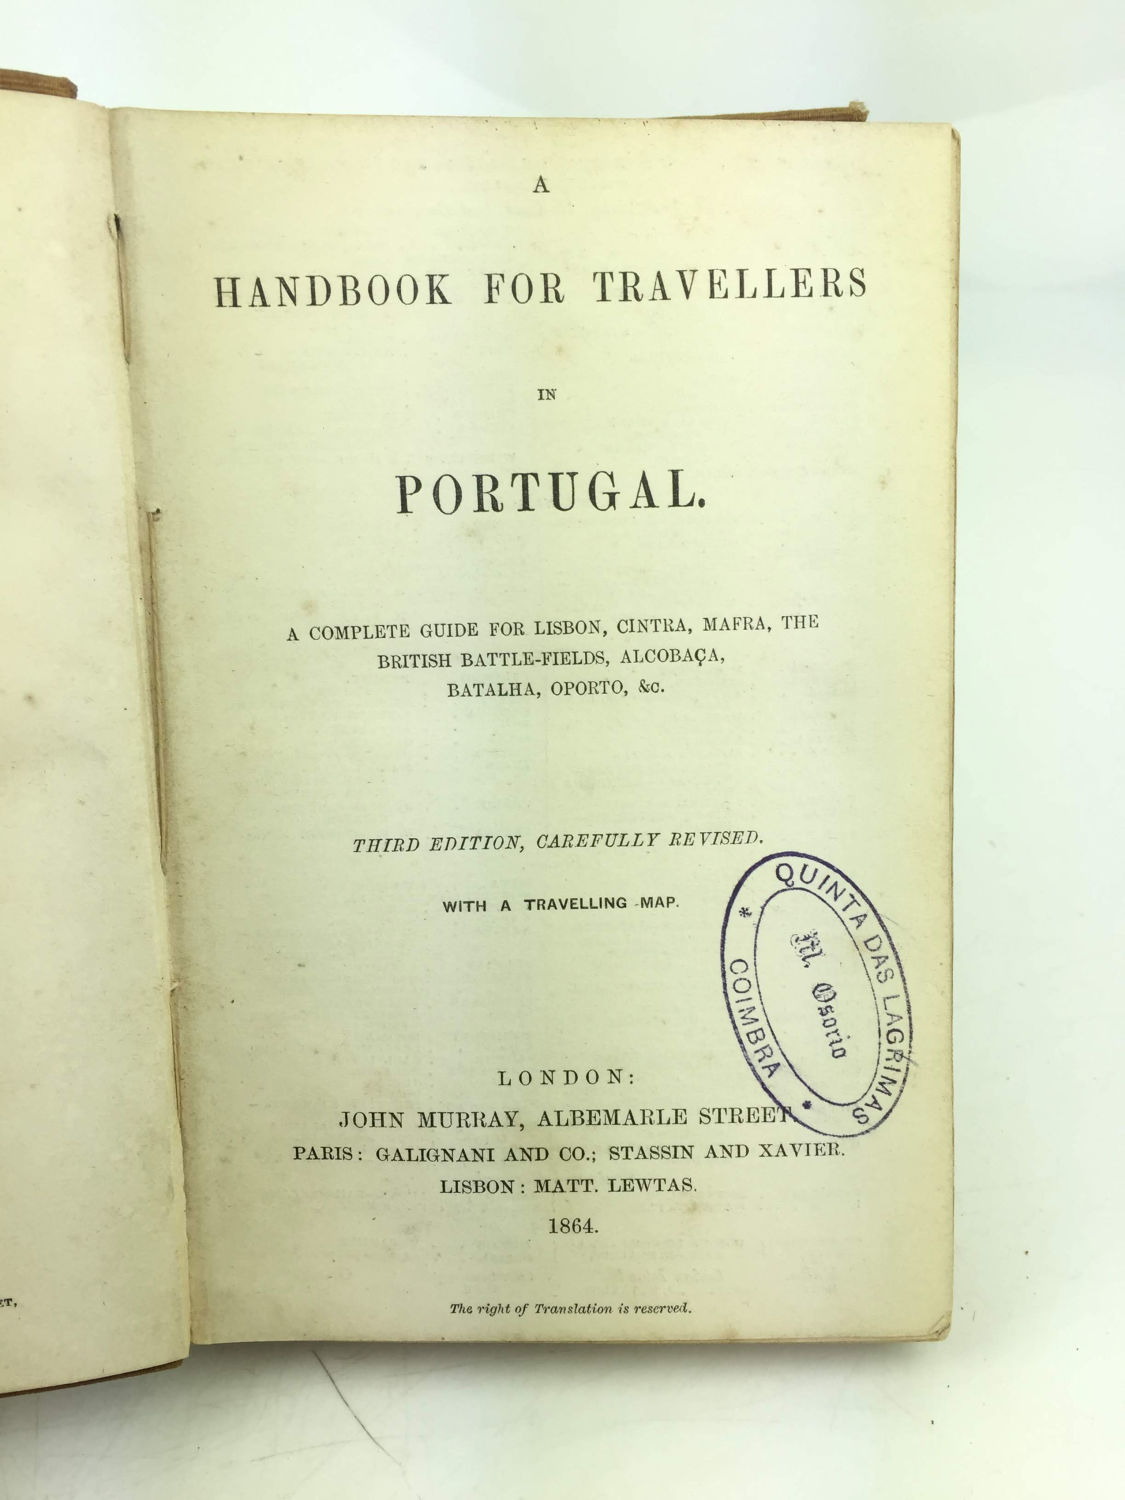 A
HANDBOOK FOR TRAVELLERS
IN
PORTUGAL.
A COMPLETE GUIDE FOR LISBON, CINTRA, MAFRA, THE
BRITISH BATTLE-FIELDS, ALCOBAÇA,
BATALHA, OPORTO, &c.
THIRD EDITION, CAREFULLY REVISED.
WITH A TRAVELLING MAP.
QUINTA DAS LAGRIMAS
* COIMBRA *
M. Osorio
LONDON:
JOHN MURRAY, ALBEMARLE STREET.
PARIS: GALIGNANI AND CO.; STASSIN AND XAVIER.
LISBON: MATT. LEWTAS.
1864.
The right of Translation is reserved.